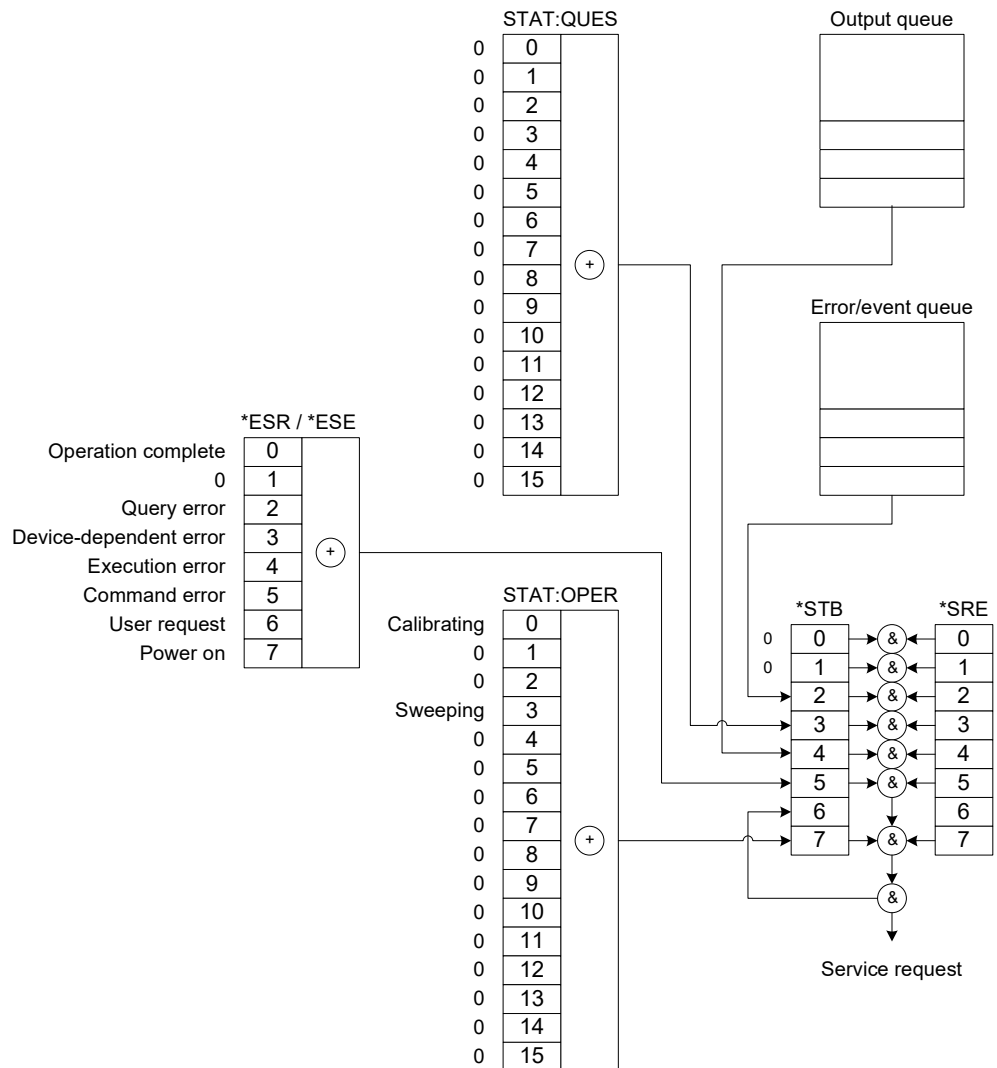 STAT:QUES
0 0
0 1
0 2
0 3
0 4
0 5
0 6
0 7
0 8
0 9
0 10
0 11
0 12
0 13
0 14
0 15
+
Output queue
Error/event queue
*ESR / *ESE
Operation complete 0
0 1
Query error 2
Device-dependent error 3
Execution error 4
Command error 5
User request 6
Power on 7
+
STAT:OPER
Calibrating 0
0 1
0 2
Sweeping 3
0 4
0 5
0 6
0 7
0 8
0 9
0 10
0 11
0 12
0 13
0 14
0 15
+
*STB *SRE
0 0 & 0
0 1 & 1
2 & 2
3 & 3
4 & 4
5 & 5
6 6
7 & 7
&
Service request